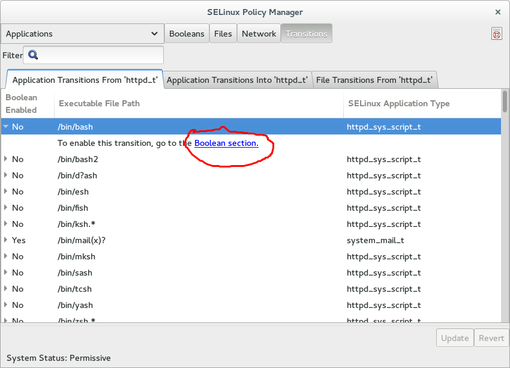 SELinux Policy Manager
Applications Booleans Files Network Transitions
Filter
Application Transitions From 'httpd_t' Application Transitions Into 'httpd_t' File Transitions From 'httpd_t'
Boolean
Enabled Executable File Path SELinux Application Type
No /bin/bash httpd_sys_script_t
To enable this transition, go to the Boolean section.
No /bin/bash2 httpd_sys_script_t
No /bin/d?ash httpd_sys_script_t
No /bin/esh httpd_sys_script_t
No /bin/fish httpd_sys_script_t
No /bin/ksh.* httpd_sys_script_t
Yes /bin/mail(x)? system_mail_t
No /bin/mksh httpd_sys_script_t
No /bin/sash httpd_sys_script_t
No /bin/tcsh httpd_sys_script_t
No /bin/yash httpd_sys_script_t
No /bin/zsh.* httpd_sys_script_t
Update Revert
System Status: Permissive